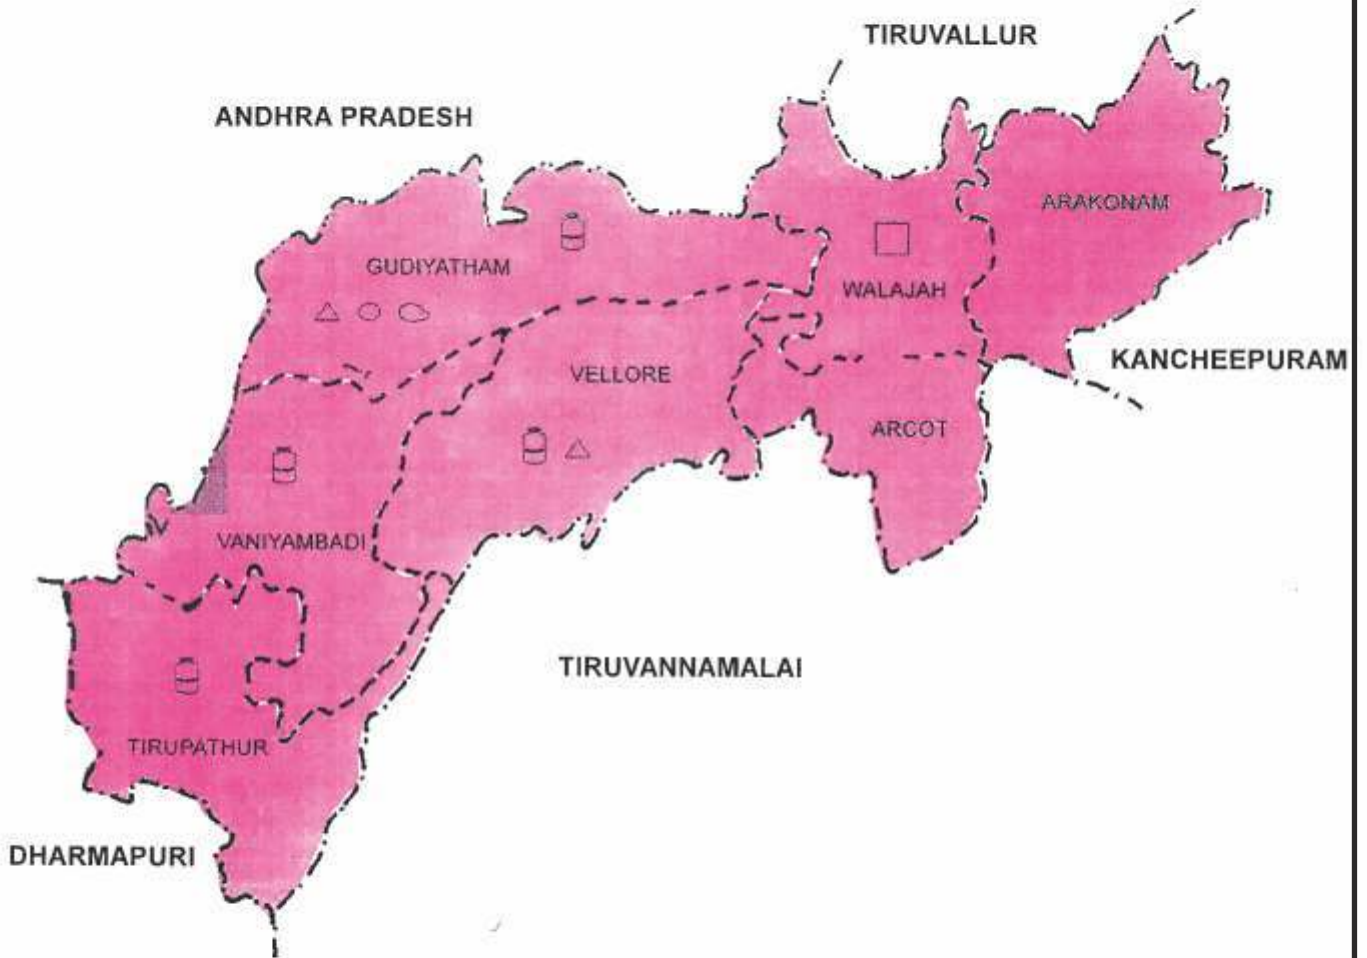 TIRUVALLUR
ANDHRA PRADESH
ARAKONAM
GUDIYATHAM
WALAJAH
KANCHEEPURAM
VELLORE
ARCOT
VANIYAMBADI
TIRUVANNAMALAI
TIRUPATHUR
DHARMAPURI